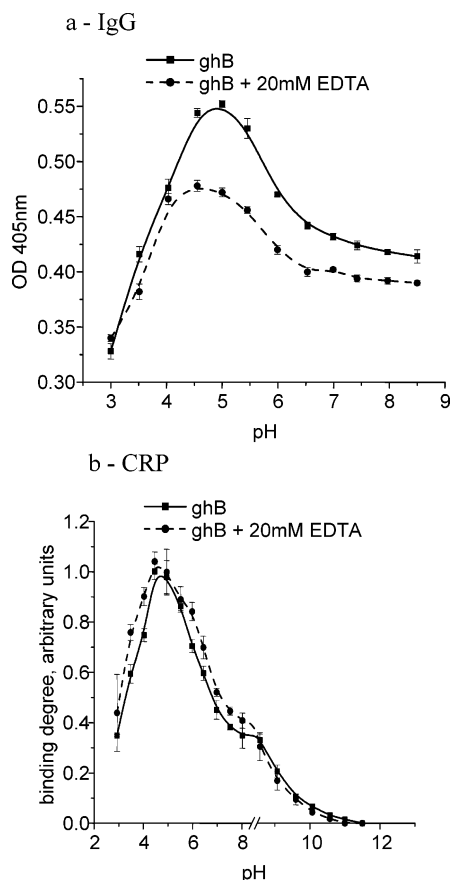 a - IgG
ghB
ghB + 20mM EDTA
0.55
0.50
0.45
0.40
0.35
0.30
OD 405nm
3 4 5 6 7 8 9
pH
b - CRP
ghB
ghB + 20mM EDTA
1.2
1.0
0.8
0.6
0.4
0.2
0.0
binding degree, arbitrary units
2 4 6 8 10 12
pH